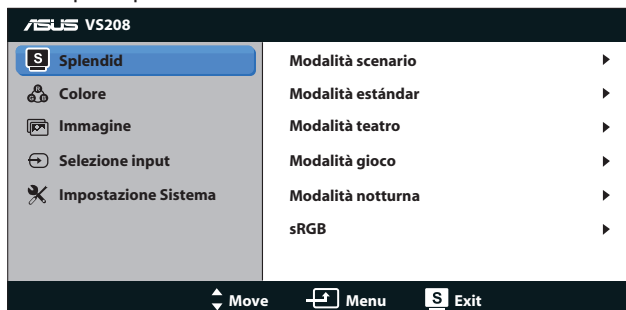 ASUS VS208
S Splendid
Colore
Immagine
Selezione input
Impostazione Sistema
Modalità scenario
Modalità estándar
Modalità teatro
Modalità gioco
Modalità notturna
sRGB
Move Menu S Exit